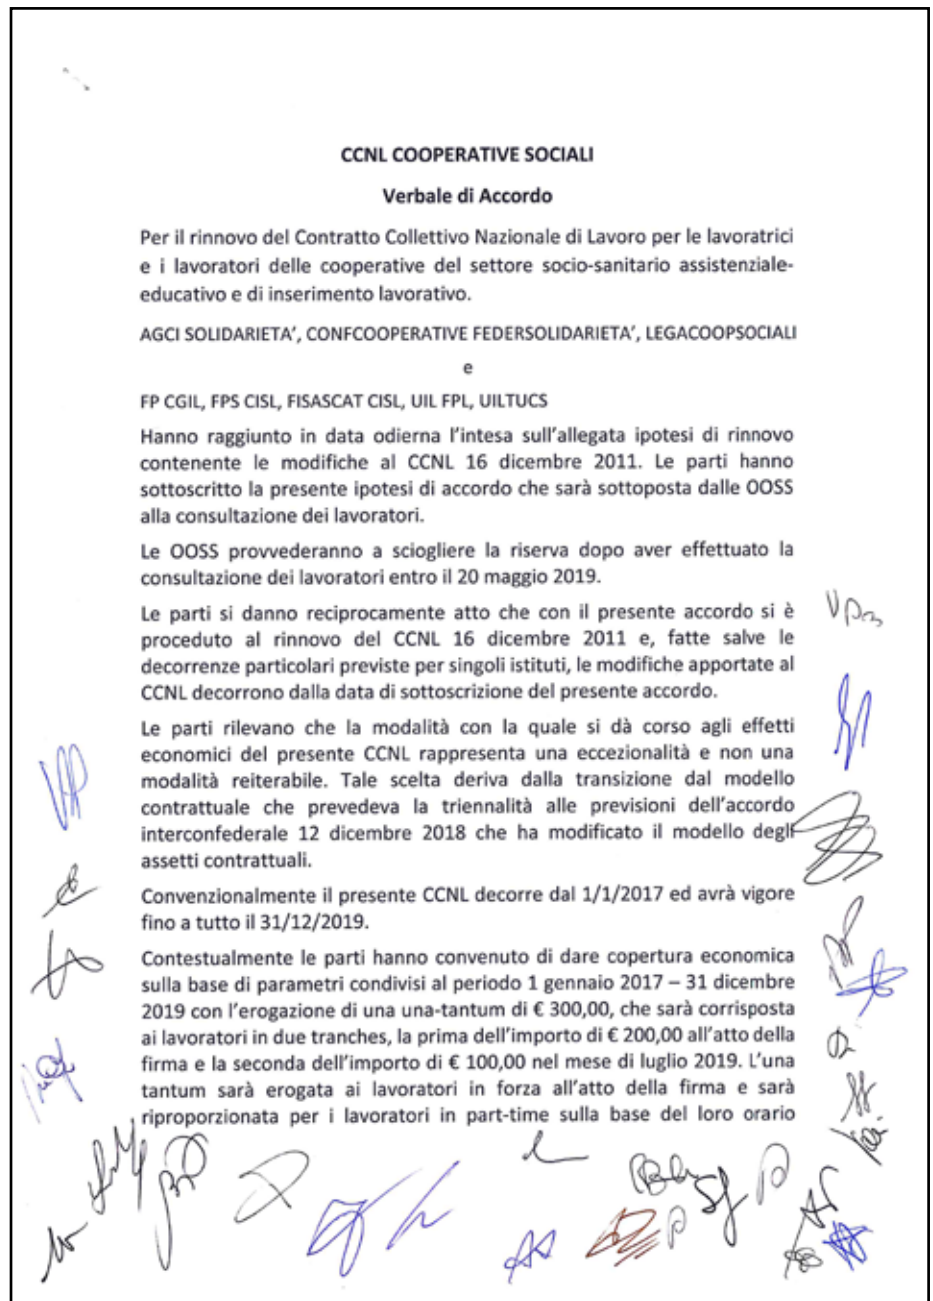 CCNL COOPERATIVE SOCIALI
Verbale di Accordo
Per il rinnovo del Contratto Collettivo Nazionale di Lavoro per le lavoratrici
e i lavoratori delle cooperative del settore socio-sanitario assistenziale-
educativo e di inserimento lavorativo.
AGCI SOLIDARIETA', CONFCOOPERATIVE FEDERSOLIDARIETA', LEGACOOPSOCIALI
e
FP CGIL, FPS CISL, FISASCAT CISL, UIL FPL, UILTUCS
Hanno raggiunto in data odierna l'intesa sull'allegata ipotesi di rinnovo
contenente le modifiche al CCNL 16 dicembre 2011. Le parti hanno
sottoscritto la presente ipotesi di accordo che sarà sottoposta dalle OOSS
alla consultazione dei lavoratori.
Le OOSS provvederanno a sciogliere la riserva dopo aver effettuato la
consultazione dei lavoratori entro il 20 maggio 2019.
Le parti si danno reciprocamente atto che con il presente accordo si è
proceduto al rinnovo del CCNL 16 dicembre 2011 e, fatte salve le
decorrenze particolari previste per singoli istituti, le modifiche apportate al
CCNL decorrono dalla data di sottoscrizione del presente accordo.
Le parti rilevano che la modalità con la quale si dà corso agli effetti
economici del presente CCNL rappresenta una eccezionalità e non una
modalità reiterabile. Tale scelta deriva dalla transizione dal modello
contrattuale che prevedeva la triennalità alle previsioni dell'accordo
interconfederale 12 dicembre 2018 che ha modificato il modello degli
assetti contrattuali.
Convenzionalmente il presente CCNL decorre dal 1/1/2017 ed avrà vigore
fino a tutto il 31/12/2019.
Contestualmente le parti hanno convenuto di dare copertura economica
sulla base di parametri condivisi al periodo 1 gennaio 2017 – 31 dicembre
2019 con l'erogazione di una una-tantum di € 300,00, che sarà corrisposta
ai lavoratori in due tranches, la prima dell'importo di € 200,00 all'atto della
firma e la seconda dell'importo di € 100,00 nel mese di luglio 2019. L'una
tantum sarà erogata ai lavoratori in forza all'atto della firma e sarà
riproporzionata per i lavoratori in part-time sulla base del loro orario